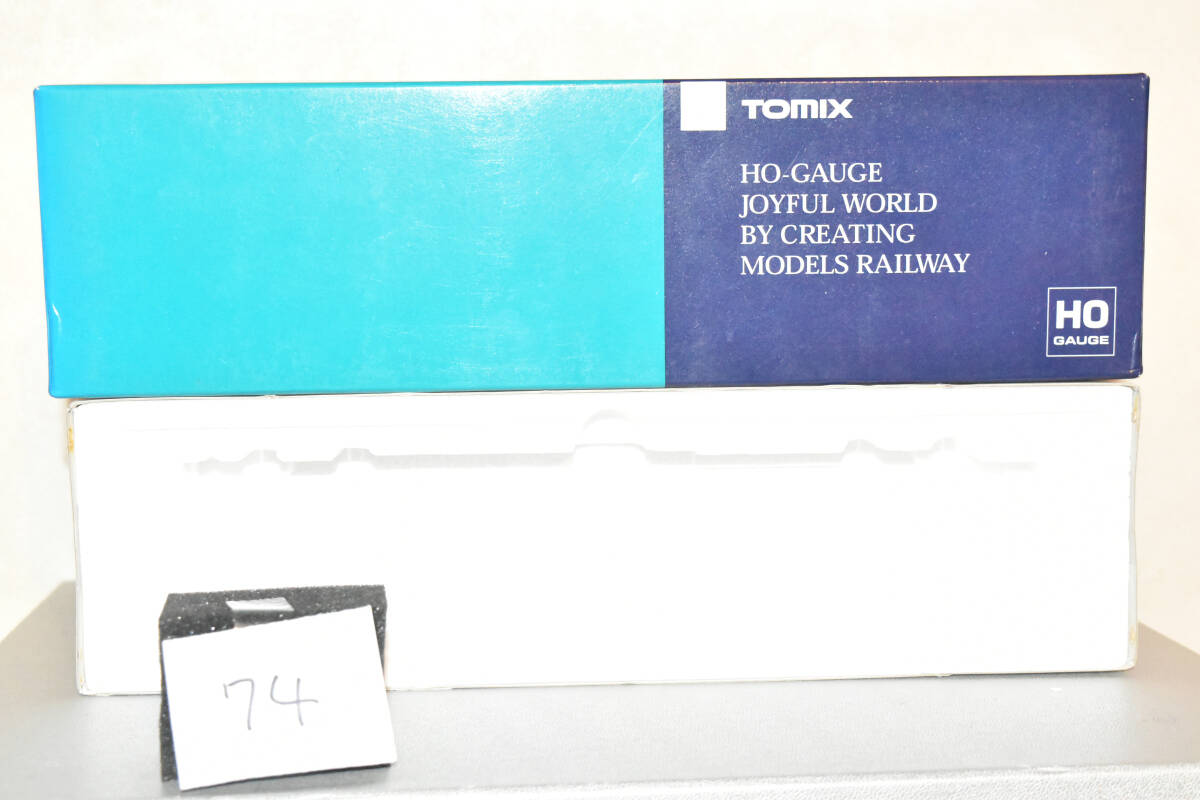 TOMIX
HO-GAUGE
JOYFUL WORLD
BY CREATING
MODELS RAILWAY
HO
GAUGE
74